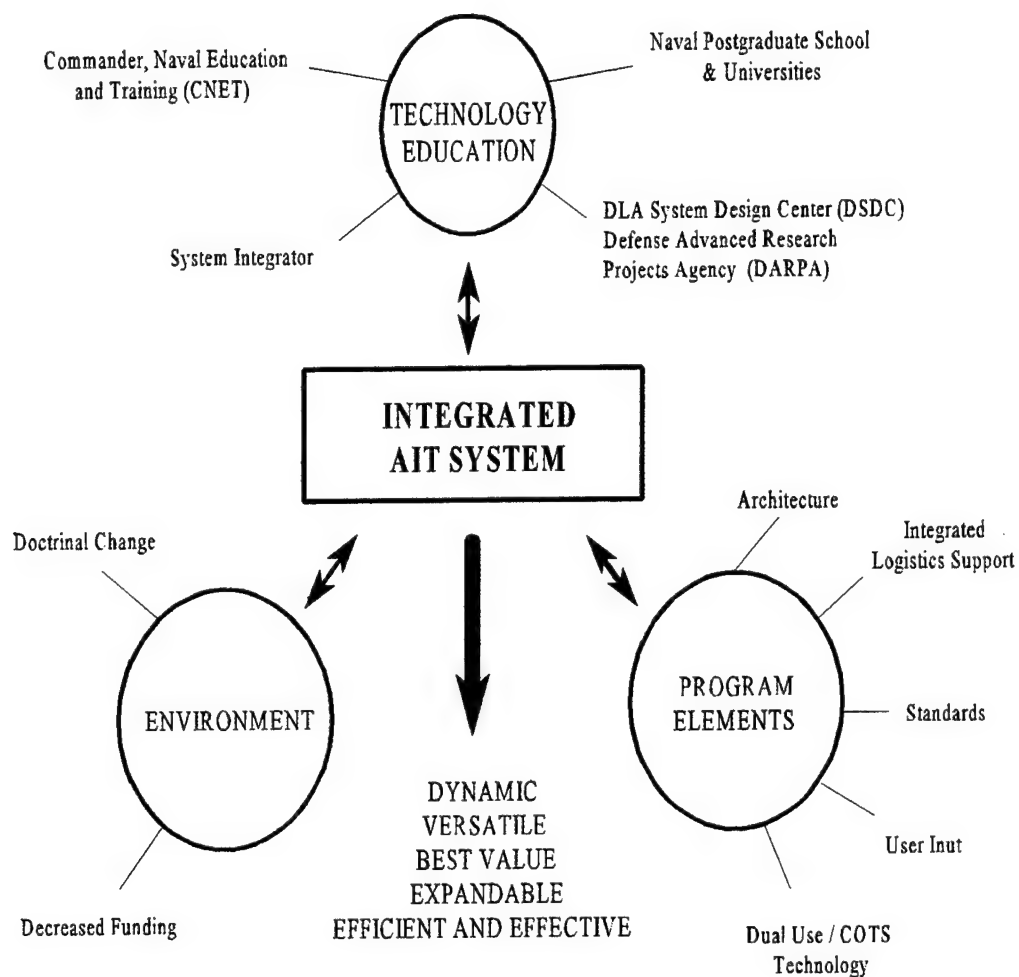 Commander, Naval Education
and Training (CNET)
Naval Postgraduate School
& Universities
TECHNOLOGY
EDUCATION
DLA System Design Center (DSDC)
Defense Advanced Research
Projects Agency (DARPA)
System Integrator
INTEGRATED
AIT SYSTEM
Architecture
Integrated
Logistics Support
Doctrinal Change
ENVIRONMENT
PROGRAM
ELEMENTS
Standards
DYNAMIC
VERSATILE
BEST VALUE
EXPANDABLE
EFFICIENT AND EFFECTIVE
User Inut
Decreased Funding
Dual Use / COTS
Technology